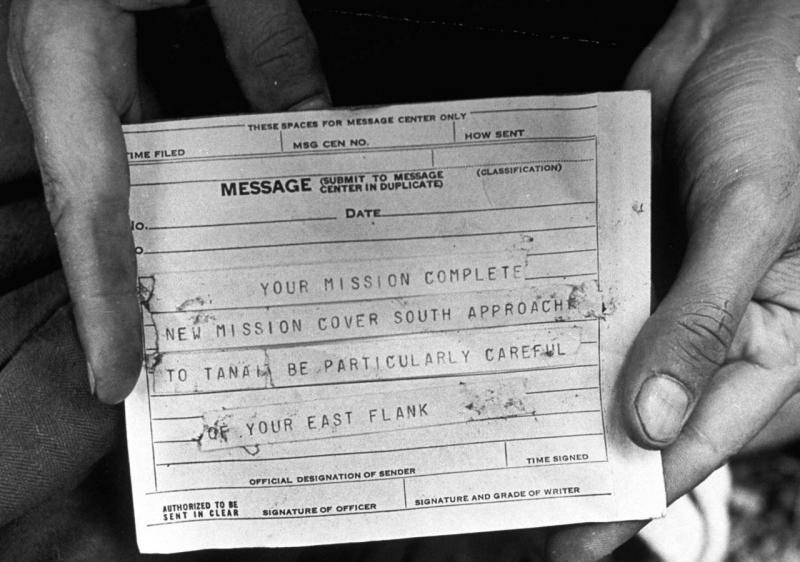 THESE SPACES FOR MESSAGE CENTER ONLY
TIME FILED MSG CEN NO. HOW SENT
MESSAGE (SUBMIT TO MESSAGE CENTER IN DUPLICATE) (CLASSIFICATION)
No. DATE
YOUR MISSION COMPLETE
NEW MISSION COVER SOUTH APPROACH
TO TANAI BE PARTICULARLY CAREFUL
OF YOUR EAST FLANK
OFFICIAL DESIGNATION OF SENDER TIME SIGNED
AUTHORIZED TO BE SENT IN CLEAR SIGNATURE OF OFFICER SIGNATURE AND GRADE OF WRITER